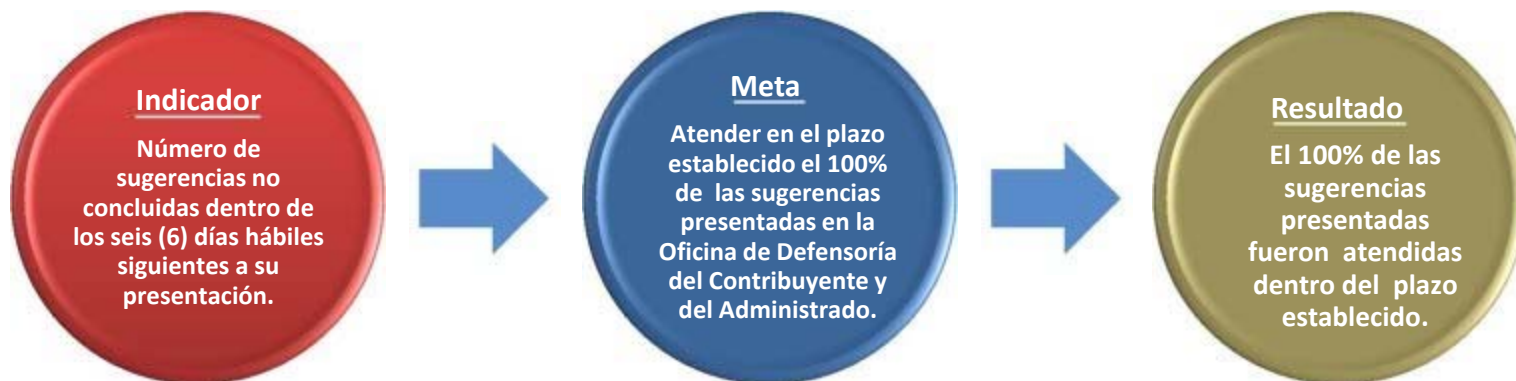 Indicador
Número de
sugerencias no
concluidas dentro de
los seis (6) días hábiles
siguientes a su
presentación.
Meta
Atender en el plazo
establecido el 100%
de las sugerencias
presentadas en la
Oficina de Defensoría
del Contribuyente y
del Administrado.
Resultado
El 100% de las
sugerencias
presentadas
fueron atendidas
dentro del plazo
establecido.